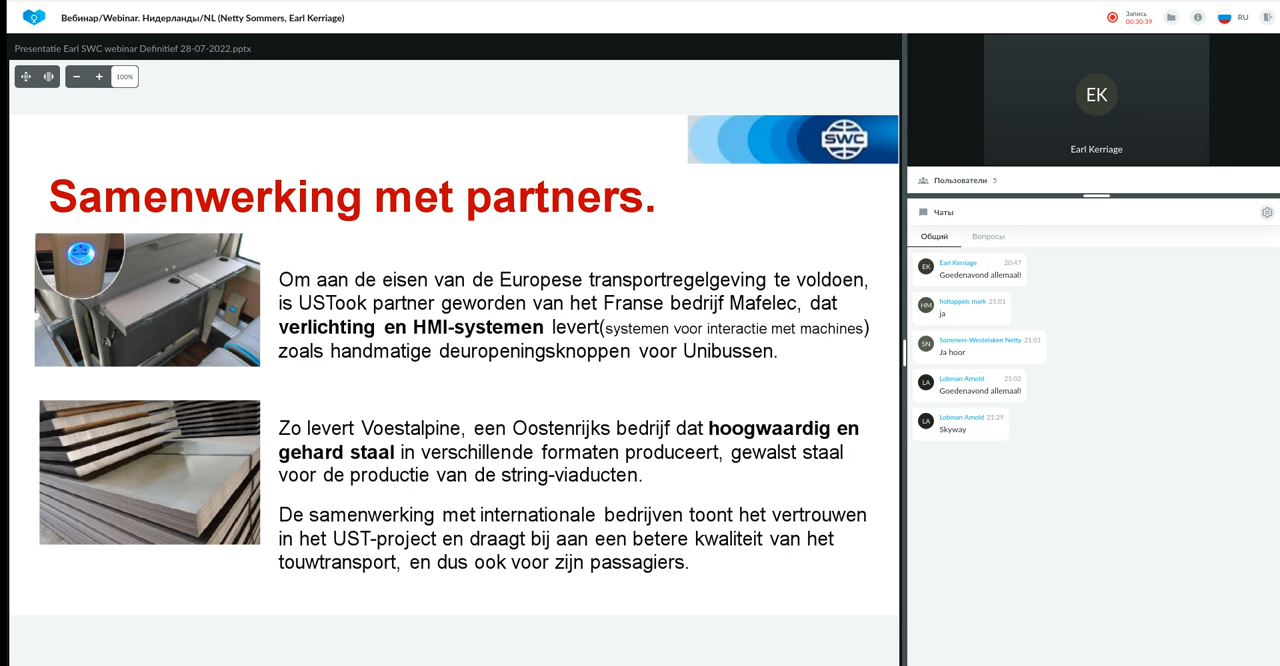 Вебинар/Webinar. Нидерланды/NL (Netty Sommers, Earl Kerriage)
Запись
00:30:39
RU
Presentatie Earl SWC webinar Definitief 28-07-2022.pptx
100%
SWC
Samenwerking met partners.
Om aan de eisen van de Europese transportregelgeving te voldoen,
is USTook partner geworden van het Franse bedrijf Mafelec, dat
verlichting en HMI-systemen levert(systemen voor interactie met machines)
zoals handmatige deuropeningsknoppen voor Unibussen.
Zo levert Voestalpine, een Oostenrijks bedrijf dat hoogwaardig en
gehard staal in verschillende formaten produceert, gewalst staal
voor de productie van de string-viaducten.
De samenwerking met internationale bedrijven toont het vertrouwen
in het UST-project en draagt bij aan een betere kwaliteit van het
touwtransport, en dus ook voor zijn passagiers.
EK
Earl Kerriage
Пользователи 5
Чаты
Общий Вопросы
EK Earl Kerriage 20:47
Goedenavond allemaal!
HM holtappels mark 21:01
ja
SN Sommers-Westelaken Netty 21:01
Ja hoor
LA Lobman Arnold 21:02
Goedenavond allemaal!
LA Lobman Arnold 21:29
Skyway